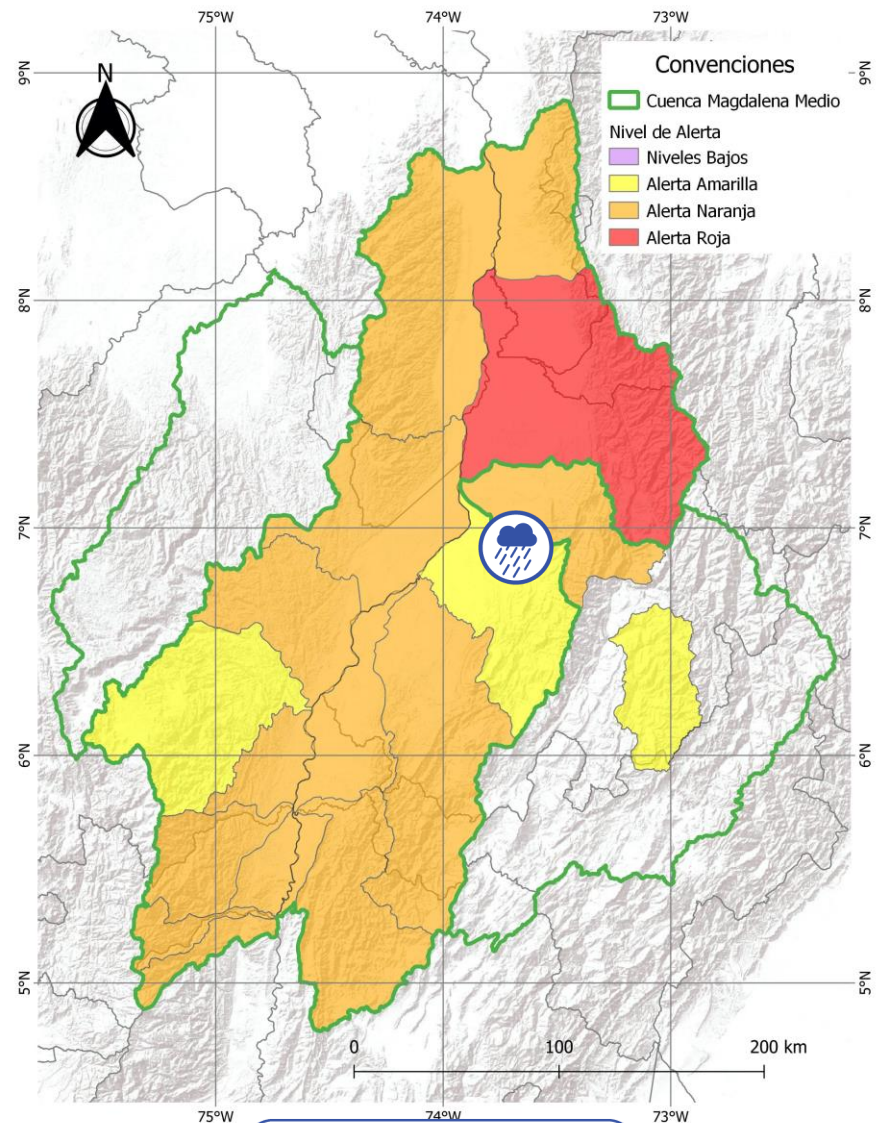 75°W 74°W 73°W
9°N 9°N
N
Convenciones
Cuenca Magdalena Medio
Nivel de Alerta
Niveles Bajos
Alerta Amarilla
Alerta Naranja
Alerta Roja
8°N 8°N
7°N 7°N
6°N 6°N
5°N 5°N
0 100 200 km
75°W 74°W 73°W